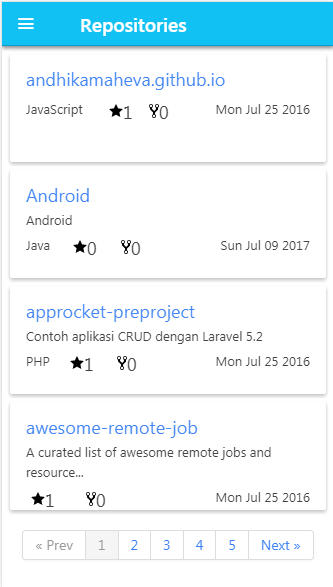 Repositories
andhikamaheva.github.io
JavaScript 1 0 Mon Jul 25 2016
Android
Android
Java 0 0 Sun Jul 09 2017
approcket-preproject
Contoh aplikasi CRUD dengan Laravel 5.2
PHP 1 0 Mon Jul 25 2016
awesome-remote-job
A curated list of awesome remote jobs and
resource...
1 0 Mon Jul 25 2016
« Prev 1 2 3 4 5 Next »